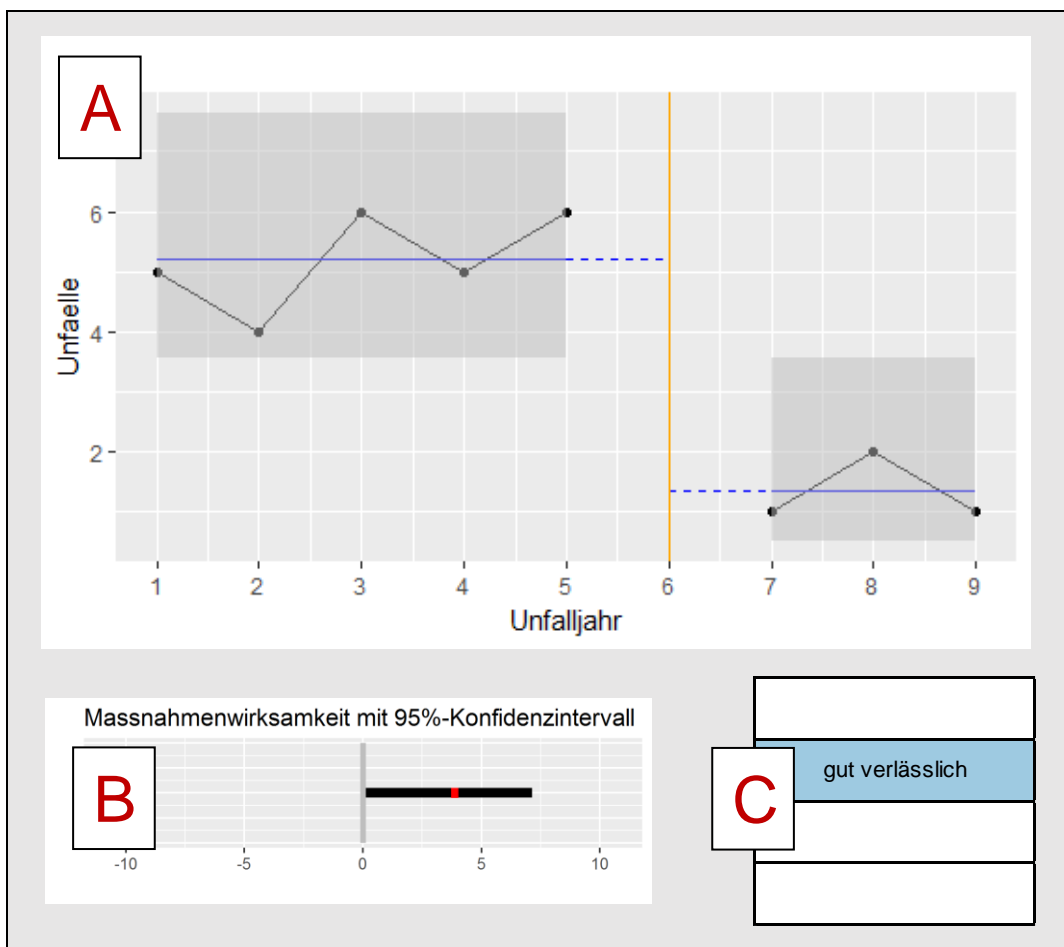 A
Unfaelle
6
4
2
1 2 3 4 5 6 7 8 9
Unfalljahr
Massnahmenwirksamkeit mit 95%-Konfidenzintervall
B
-10 -5 0 5 10
C
gut verlässlich